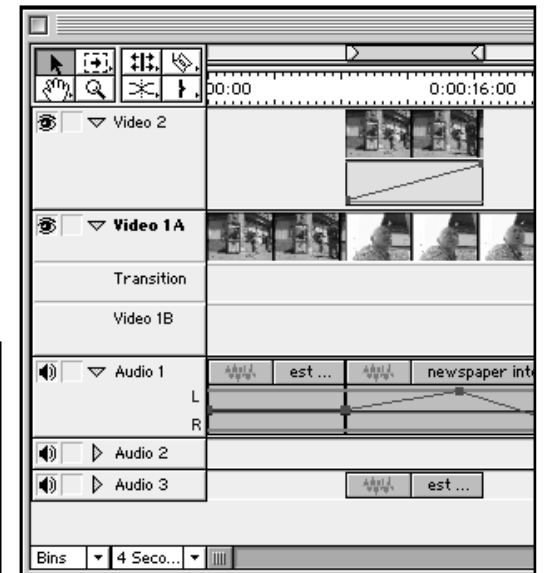 00:00 0:00:16:00
Video 2
Video 1A
Transition
Video 1B
Audio 1 est ... newspaper inte
L
R
Audio 2
Audio 3 est ...
Bins 4 Seco...